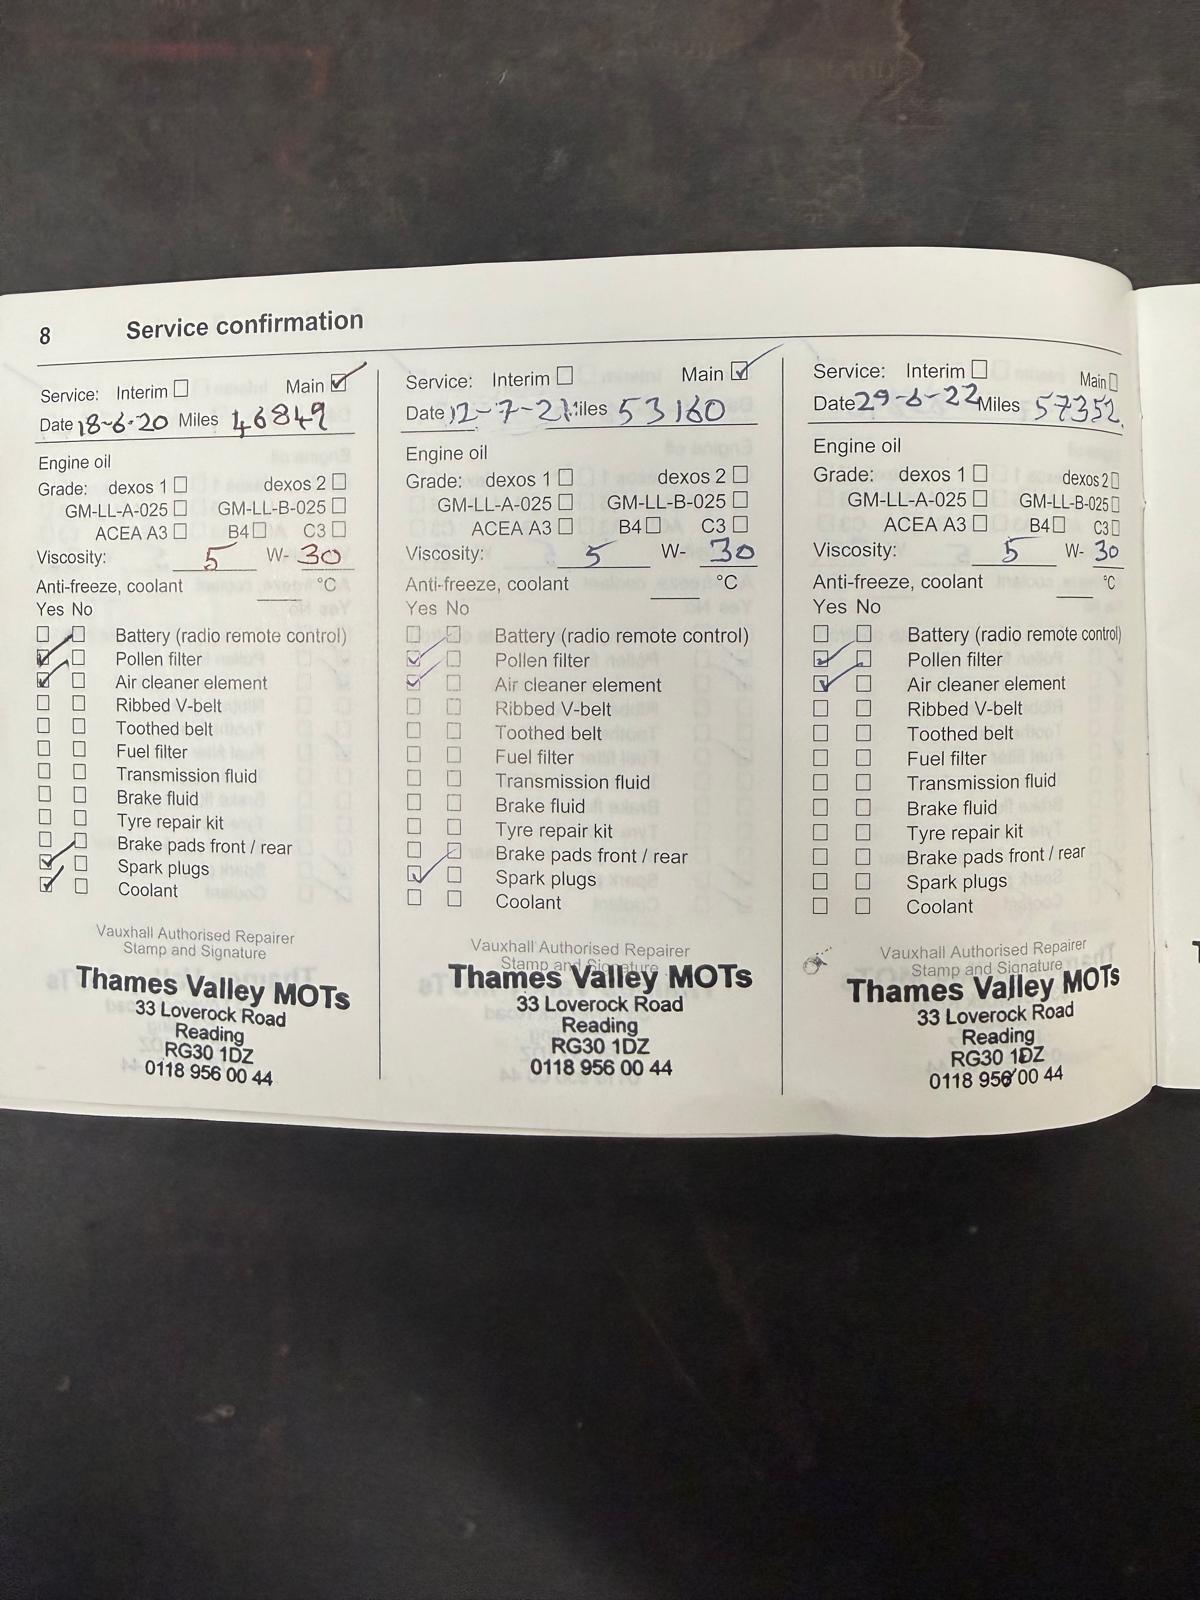 8 Service confirmation
Service: Interim Main
Date 18-6-20 Miles 46849
Engine oil
Grade: dexos 1 dexos 2
GM-LL-A-025 GM-LL-B-025
ACEA A3 B4 C3
Viscosity: 5 W- 30
Anti-freeze, coolant °C
Yes No
Battery (radio remote control)
Pollen filter
Air cleaner element
Ribbed V-belt
Toothed belt
Fuel filter
Transmission fluid
Brake fluid
Tyre repair kit
Brake pads front / rear
Spark plugs
Coolant
Vauxhall Authorised Repairer
Stamp and Signature
Thames Valley MOTs
33 Loverock Road
Reading
RG30 1DZ
0118 956 00 44
Service: Interim Main
Date 12-7-21 Miles 53160
Engine oil
Grade: dexos 1 dexos 2
GM-LL-A-025 GM-LL-B-025
ACEA A3 B4 C3
Viscosity: 5 W- 30
Anti-freeze, coolant °C
Yes No
Battery (radio remote control)
Pollen filter
Air cleaner element
Ribbed V-belt
Toothed belt
Fuel filter
Transmission fluid
Brake fluid
Tyre repair kit
Brake pads front / rear
Spark plugs
Coolant
Vauxhall Authorised Repairer
Stamp and Signature
Thames Valley MOTs
33 Loverock Road
Reading
RG30 1DZ
0118 956 00 44
Service: Interim Main
Date 29-6-22 Miles 57352
Engine oil
Grade: dexos 1 dexos 2
GM-LL-A-025 GM-LL-B-025
ACEA A3 B4 C3
Viscosity: 5 W- 30
Anti-freeze, coolant °C
Yes No
Battery (radio remote control)
Pollen filter
Air cleaner element
Ribbed V-belt
Toothed belt
Fuel filter
Transmission fluid
Brake fluid
Tyre repair kit
Brake pads front / rear
Spark plugs
Coolant
Vauxhall Authorised Repairer
Stamp and Signature
Thames Valley MOTs
33 Loverock Road
Reading
RG30 1DZ
0118 956 00 44